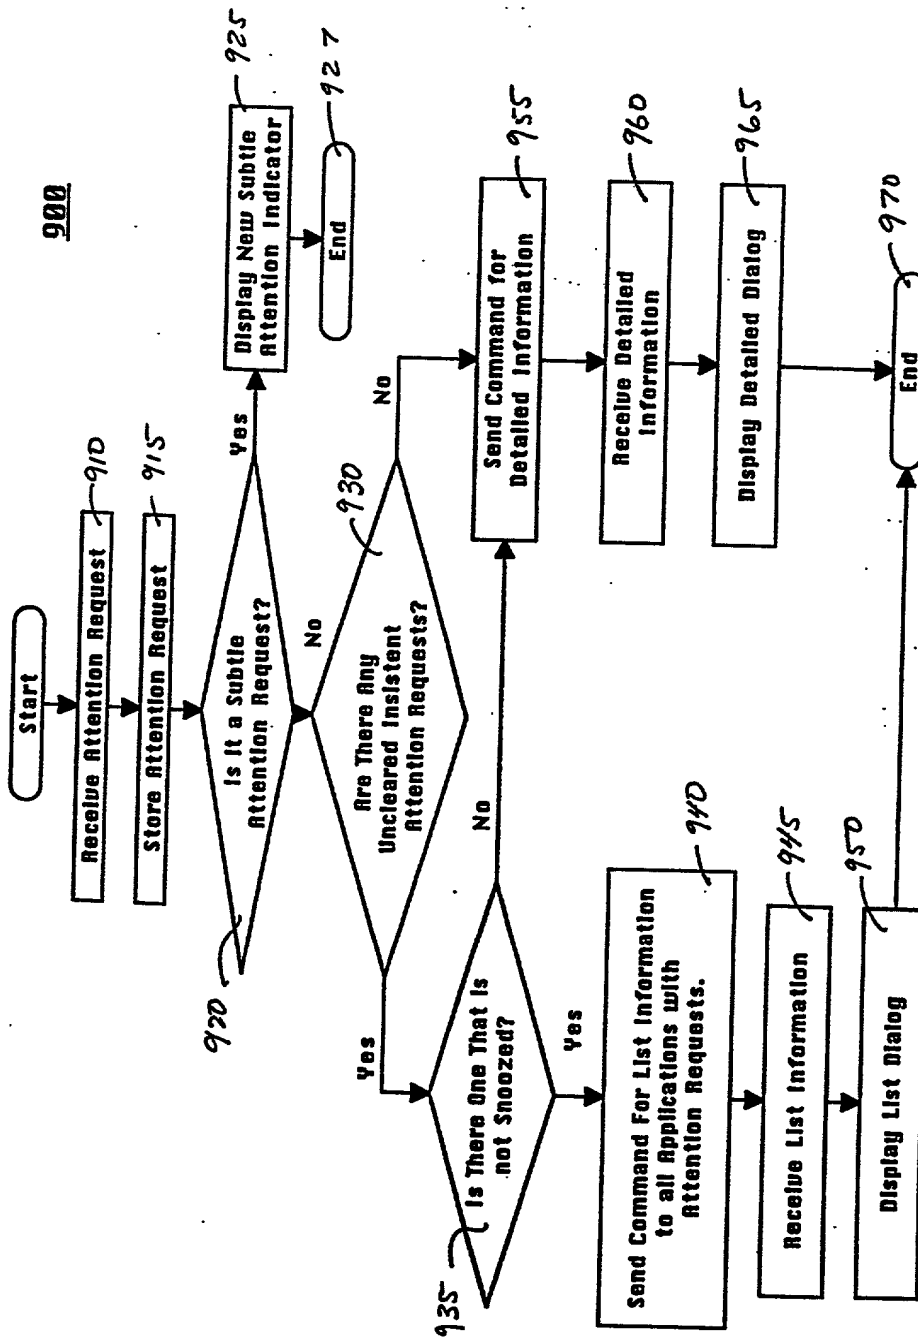 900
Start
Receive Attention Request
910
Store Attention Request
915
Is It a Subtle
Attention Request?
920
Yes
Display New Subtle
Attention Indicator
925
End
927
No
Are There Any
Uncleared Insistent
Attention Requests?
930
No
Yes
Is There One That Is
not Snoozed?
935
No
Yes
Send Command for
Detailed Information
955
Receive Detailed
Information
960
Display Detailed Dialog
965
Send Command For List Information
to all Applications with
Attention Requests.
940
Receive List Information
945
Display List Dialog
950
End
970